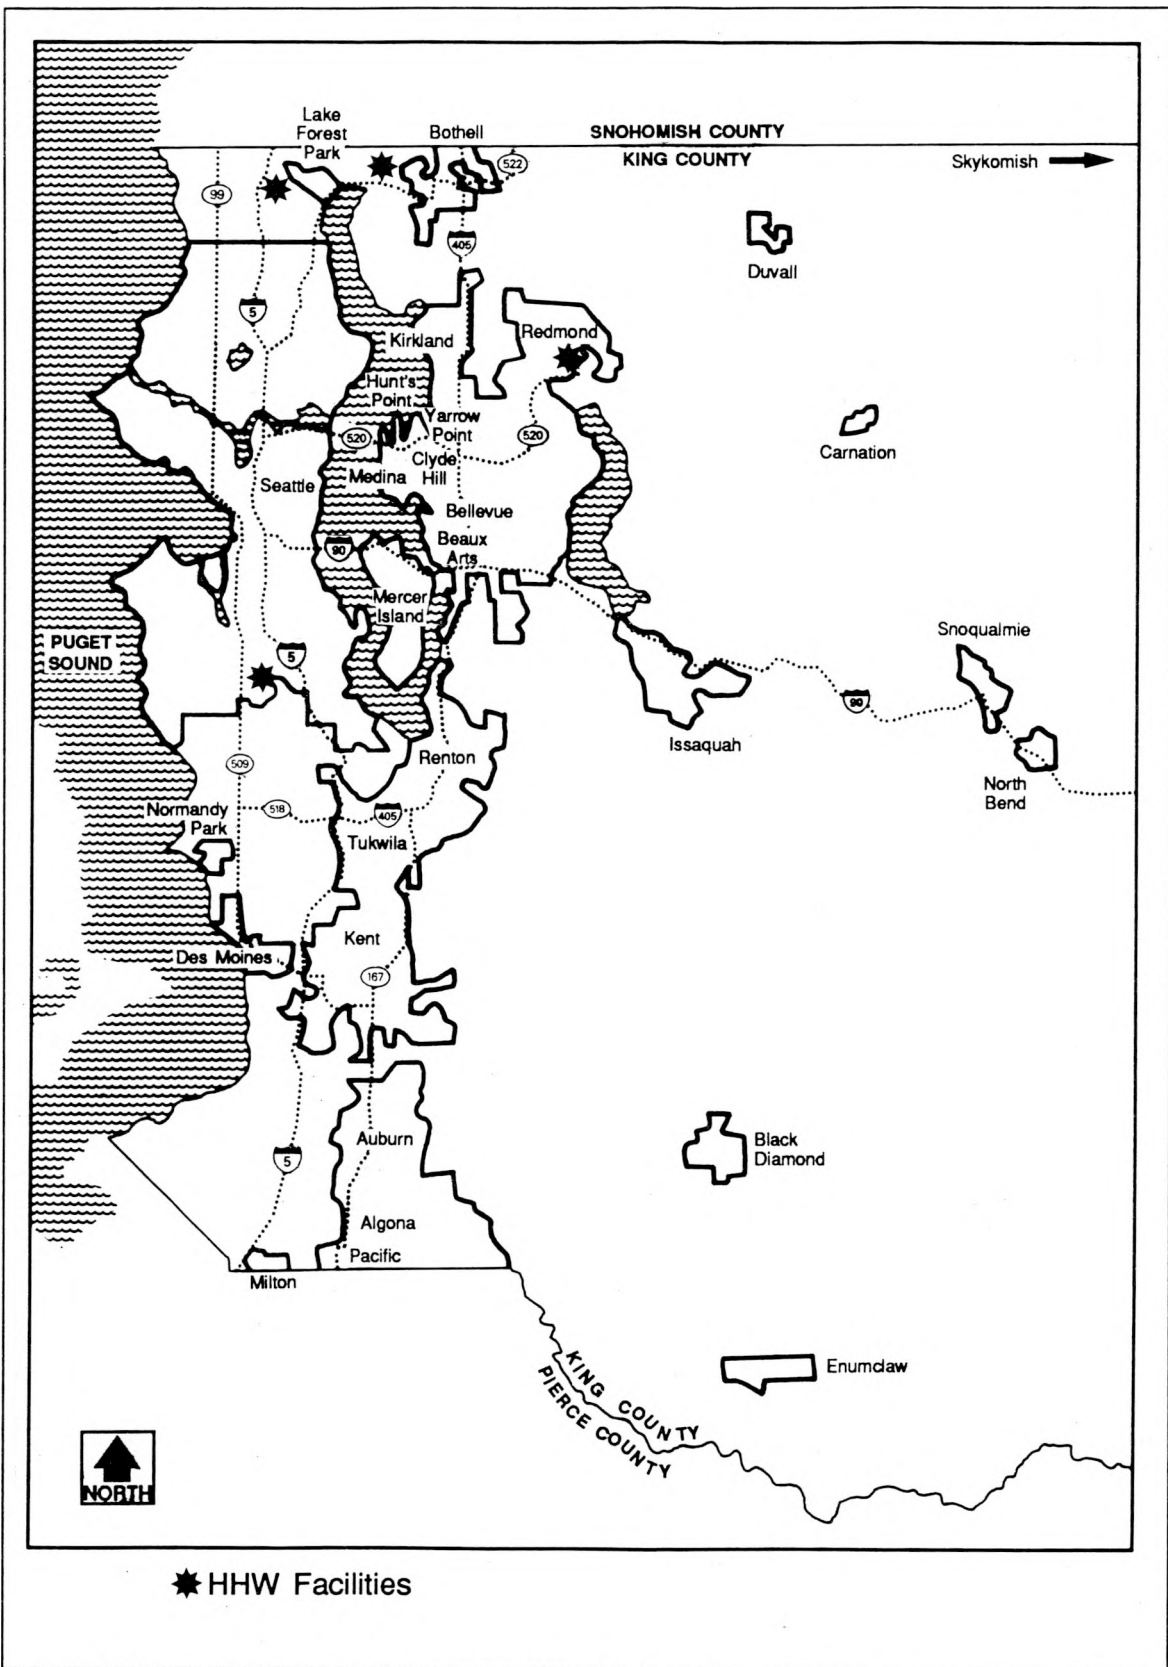 Lake
Forest
Park
Bothell
SNOHOMISH COUNTY
KING COUNTY
Skykomish
522
99
405
Duvall
5
Kirkland
Redmond
Hunt's
Point
Yarrow
Point
520
520
Clyde
Hill
Medina
Seattle
Carnation
Bellevue
Beaux
Arts
90
Mercer
Island
PUGET
SOUND
5
Snoqualmie
90
Issaquah
North
Bend
Renton
509
518
405
Normandy
Park
Tukwila
Kent
Des Moines
167
Auburn
5
Black
Diamond
Algona
Pacific
Milton
Enumclaw
KING COUNTY
PIERCE COUNTY
NORTH
HHW Facilities